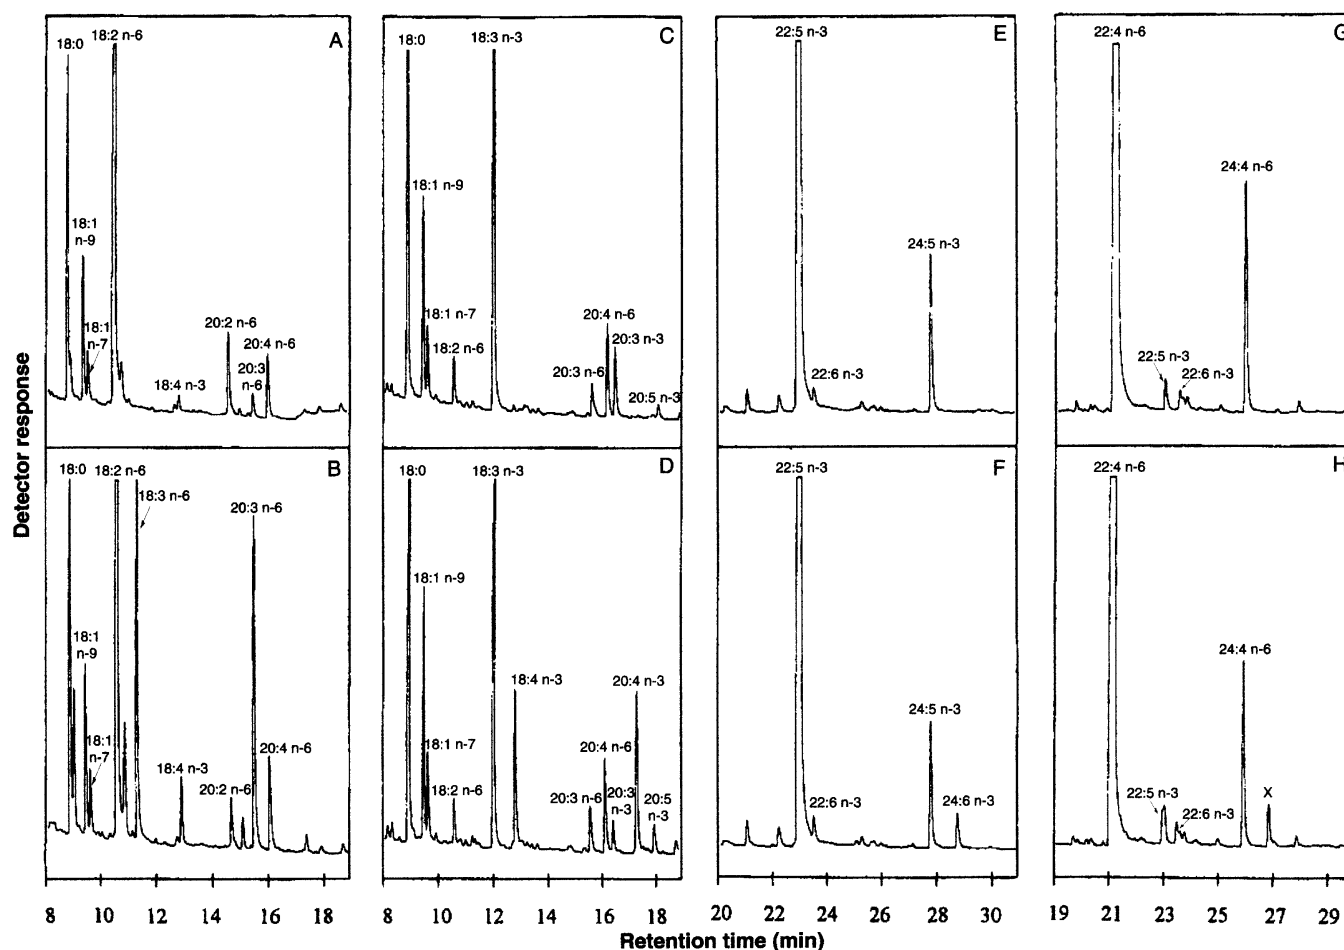 Detector response
A
18:0
18:2 n-6
18:1
n-9
18:1
n-7
18:4 n-3
20:2 n-6
20:3
n-6
20:4 n-6
C
18:0
18:3 n-3
18:1 n-9
18:1 n-7
18:2 n-6
20:4 n-6
20:3 n-3
20:3 n-6
20:5 n-3
E
22:5 n-3
24:5 n-3
22:6 n-3
G
22:4 n-6
24:4 n-6
22:5 n-3
22:6 n-3
B
18:0
18:2 n-6
18:3 n-6
20:3 n-6
18:1
n-9
18:1
n-7
18:4 n-3
20:2 n-6
20:4 n-6
D
18:0
18:3 n-3
18:1 n-9
18:4 n-3
20:4 n-3
18:1 n-7
18:2 n-6
20:4 n-6
20:3 n-6
20:3
n-3
20:5
n-3
F
22:5 n-3
24:5 n-3
22:6 n-3
24:6 n-3
H
22:4 n-6
24:4 n-6
22:5 n-3
22:6 n-3
X
8 10 12 14 16 18
8 10 12 14 16 18
20 22 24 26 28 30
19 21 23 25 27 29
Retention time (min)